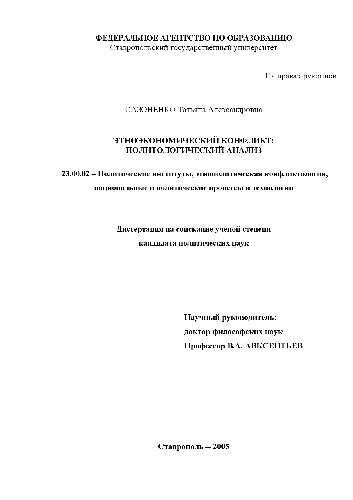 ФЕДЕРАЛЬНОЕ АГЕНТСТВО ПО ОБРАЗОВАНИЮ
Ставропольский государственный университет
На правах рукописи
САЗОНЕНКО Татьяна Александровна
ЭТНОЭКОНОМИЧЕСКИЙ КОНФЛИКТ:
ПОЛИТОЛОГИЧЕСКИЙ АНАЛИЗ
23.00.02 – Политические институты, этнополитическая конфликтология,
национальные и политические процессы и технологии
Диссертация на соискание ученой степени
кандидата политических наук
Научный руководитель:
доктор философских наук
Профессор В.А. АВКСЕНТЬЕВ
Ставрополь – 2005